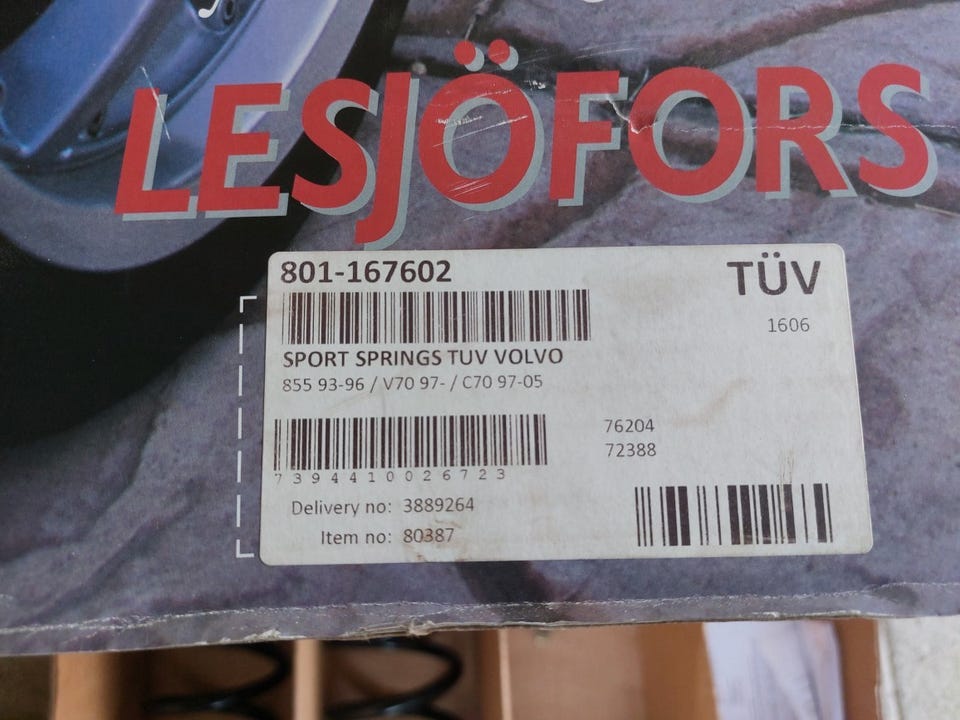 LESJÖFORS
801-167602
TÜV
1606
SPORT SPRINGS TUV VOLVO
855 93-96 / V70 97- / C70 97-05
7394410026723
76204
72388
Delivery no: 3889264
Item no: 80387